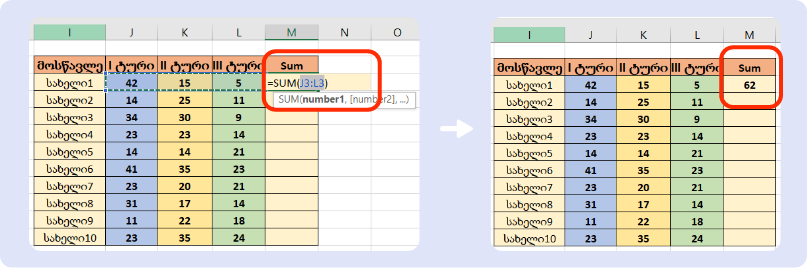 I J K L M N O
მოსწავლე I ტური II ტური III ტური Sum
სახელი1 42 15 5 =SUM(J3:L3)
სახელი2 14 25 11 SUM(number1, [number2], ...)
სახელი3 34 30 9
სახელი4 23 23 14
სახელი5 14 14 21
სახელი6 41 35 23
სახელი7 23 20 21
სახელი8 31 17 14
სახელი9 11 22 18
სახელი10 23 35 24
I J K L M
მოსწავლე I ტური II ტური III ტური Sum
სახელი1 42 15 5 62
სახელი2 14 25 11
სახელი3 34 30 9
სახელი4 23 23 14
სახელი5 14 14 21
სახელი6 41 35 23
სახელი7 23 20 21
სახელი8 31 17 14
სახელი9 11 22 18
სახელი10 23 35 24